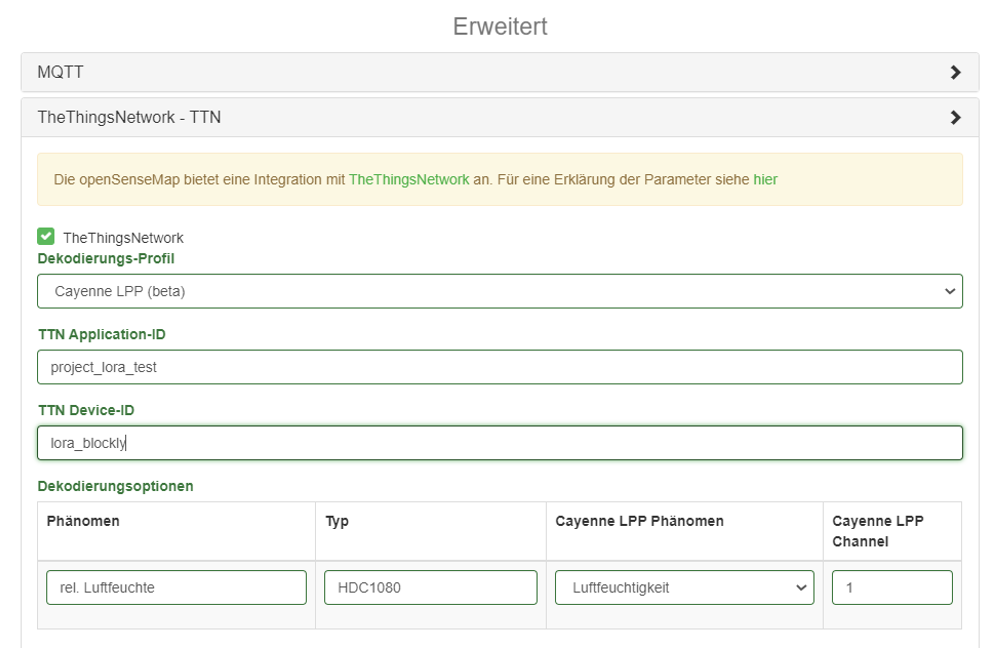 Erweitert
MQTT
TheThingsNetwork - TTN
Die openSenseMap bietet eine Integration mit TheThingsNetwork an. Für eine Erklärung der Parameter siehe hier
TheThingsNetwork
Dekodierungs-Profil
Cayenne LPP (beta)
TTN Application-ID
project_lora_test
TTN Device-ID
lora_blockly
Dekodierungsoptionen
Phänomen Typ Cayenne LPP Phänomen Cayenne LPP
Channel
rel. Luftfeuchte HDC1080 Luftfeuchtigkeit 1